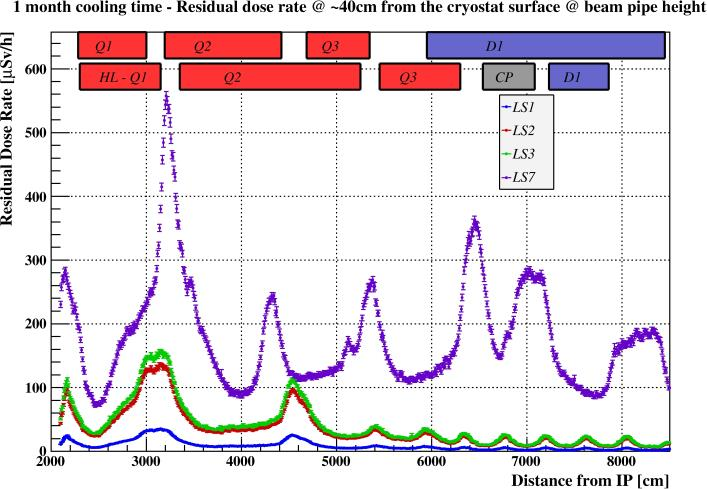 1 month cooling time - Residual dose rate @ ~40cm from the cryostat surface @ beam pipe height
Residual Dose Rate [μSv/h]
Q1 Q2 Q3 D1
HL - Q1 Q2 Q3 CP D1
LS1
LS2
LS3
LS7
600
500
400
300
200
100
0
2000 3000 4000 5000 6000 7000 8000
Distance from IP [cm]